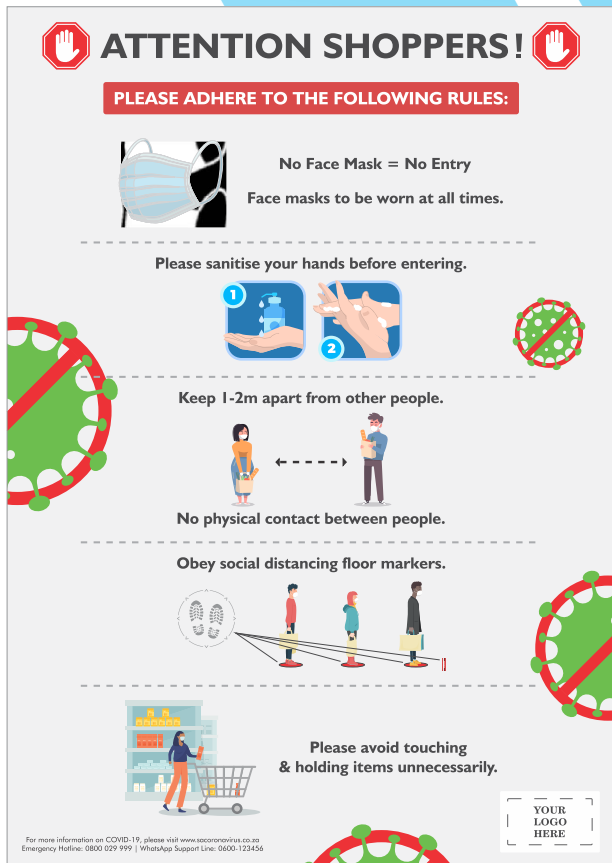 ATTENTION SHOPPERS!
PLEASE ADHERE TO THE FOLLOWING RULES:
No Face Mask = No Entry
Face masks to be worn at all times.
Please sanitise your hands before entering.
1
2
Keep 1-2m apart from other people.
No physical contact between people.
Obey social distancing floor markers.
Please avoid touching
& holding items unnecessarily.
YOUR
LOGO
HERE
For more information on COVID-19, please visit www.sacoronavirus.co.za
Emergency Hotline: 0800 029 999 | WhatsApp Support Line: 0600-123456